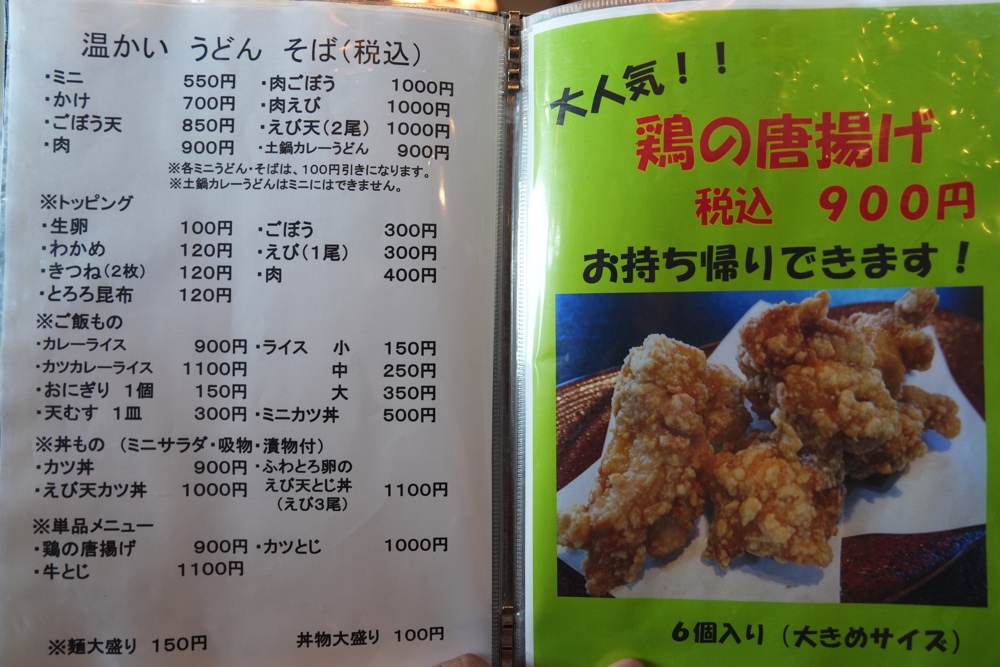 温かい うどん そば(税込)
・ミニ 550円 ・肉ごぼう 1000円
・かけ 700円 ・肉えび 1000円
・ごぼう天 850円 ・えび天(2尾) 1000円
・肉 900円 ・土鍋カレーうどん 900円
※各ミニうどん・そばは、100円引きになります。
※土鍋カレーうどんはミニにはできません。
※トッピング
・生卵 100円 ・ごぼう 300円
・わかめ 120円 ・えび(1尾) 300円
・きつね(2枚) 120円 ・肉 400円
・とろろ昆布 120円
※ご飯もの
・カレーライス 900円 ・ライス 小 150円
・カツカレーライス 1100円 中 250円
・おにぎり 1個 150円 大 350円
・天むす 1皿 300円 ・ミニカツ丼 500円
※丼もの (ミニサラダ・吸物・漬物付)
・カツ丼 900円 ・ふわとろ卵の
・えび天カツ丼 1000円 えび天とじ丼 1100円
(えび3尾)
※単品メニュー
・鶏の唐揚げ 900円 ・カツとじ 1000円
・牛とじ 1100円
※麺大盛り 150円 丼物大盛り 100円
大人気!!
鶏の唐揚げ
税込 900円
お持ち帰りできます!
6個入り(大きめサイズ)